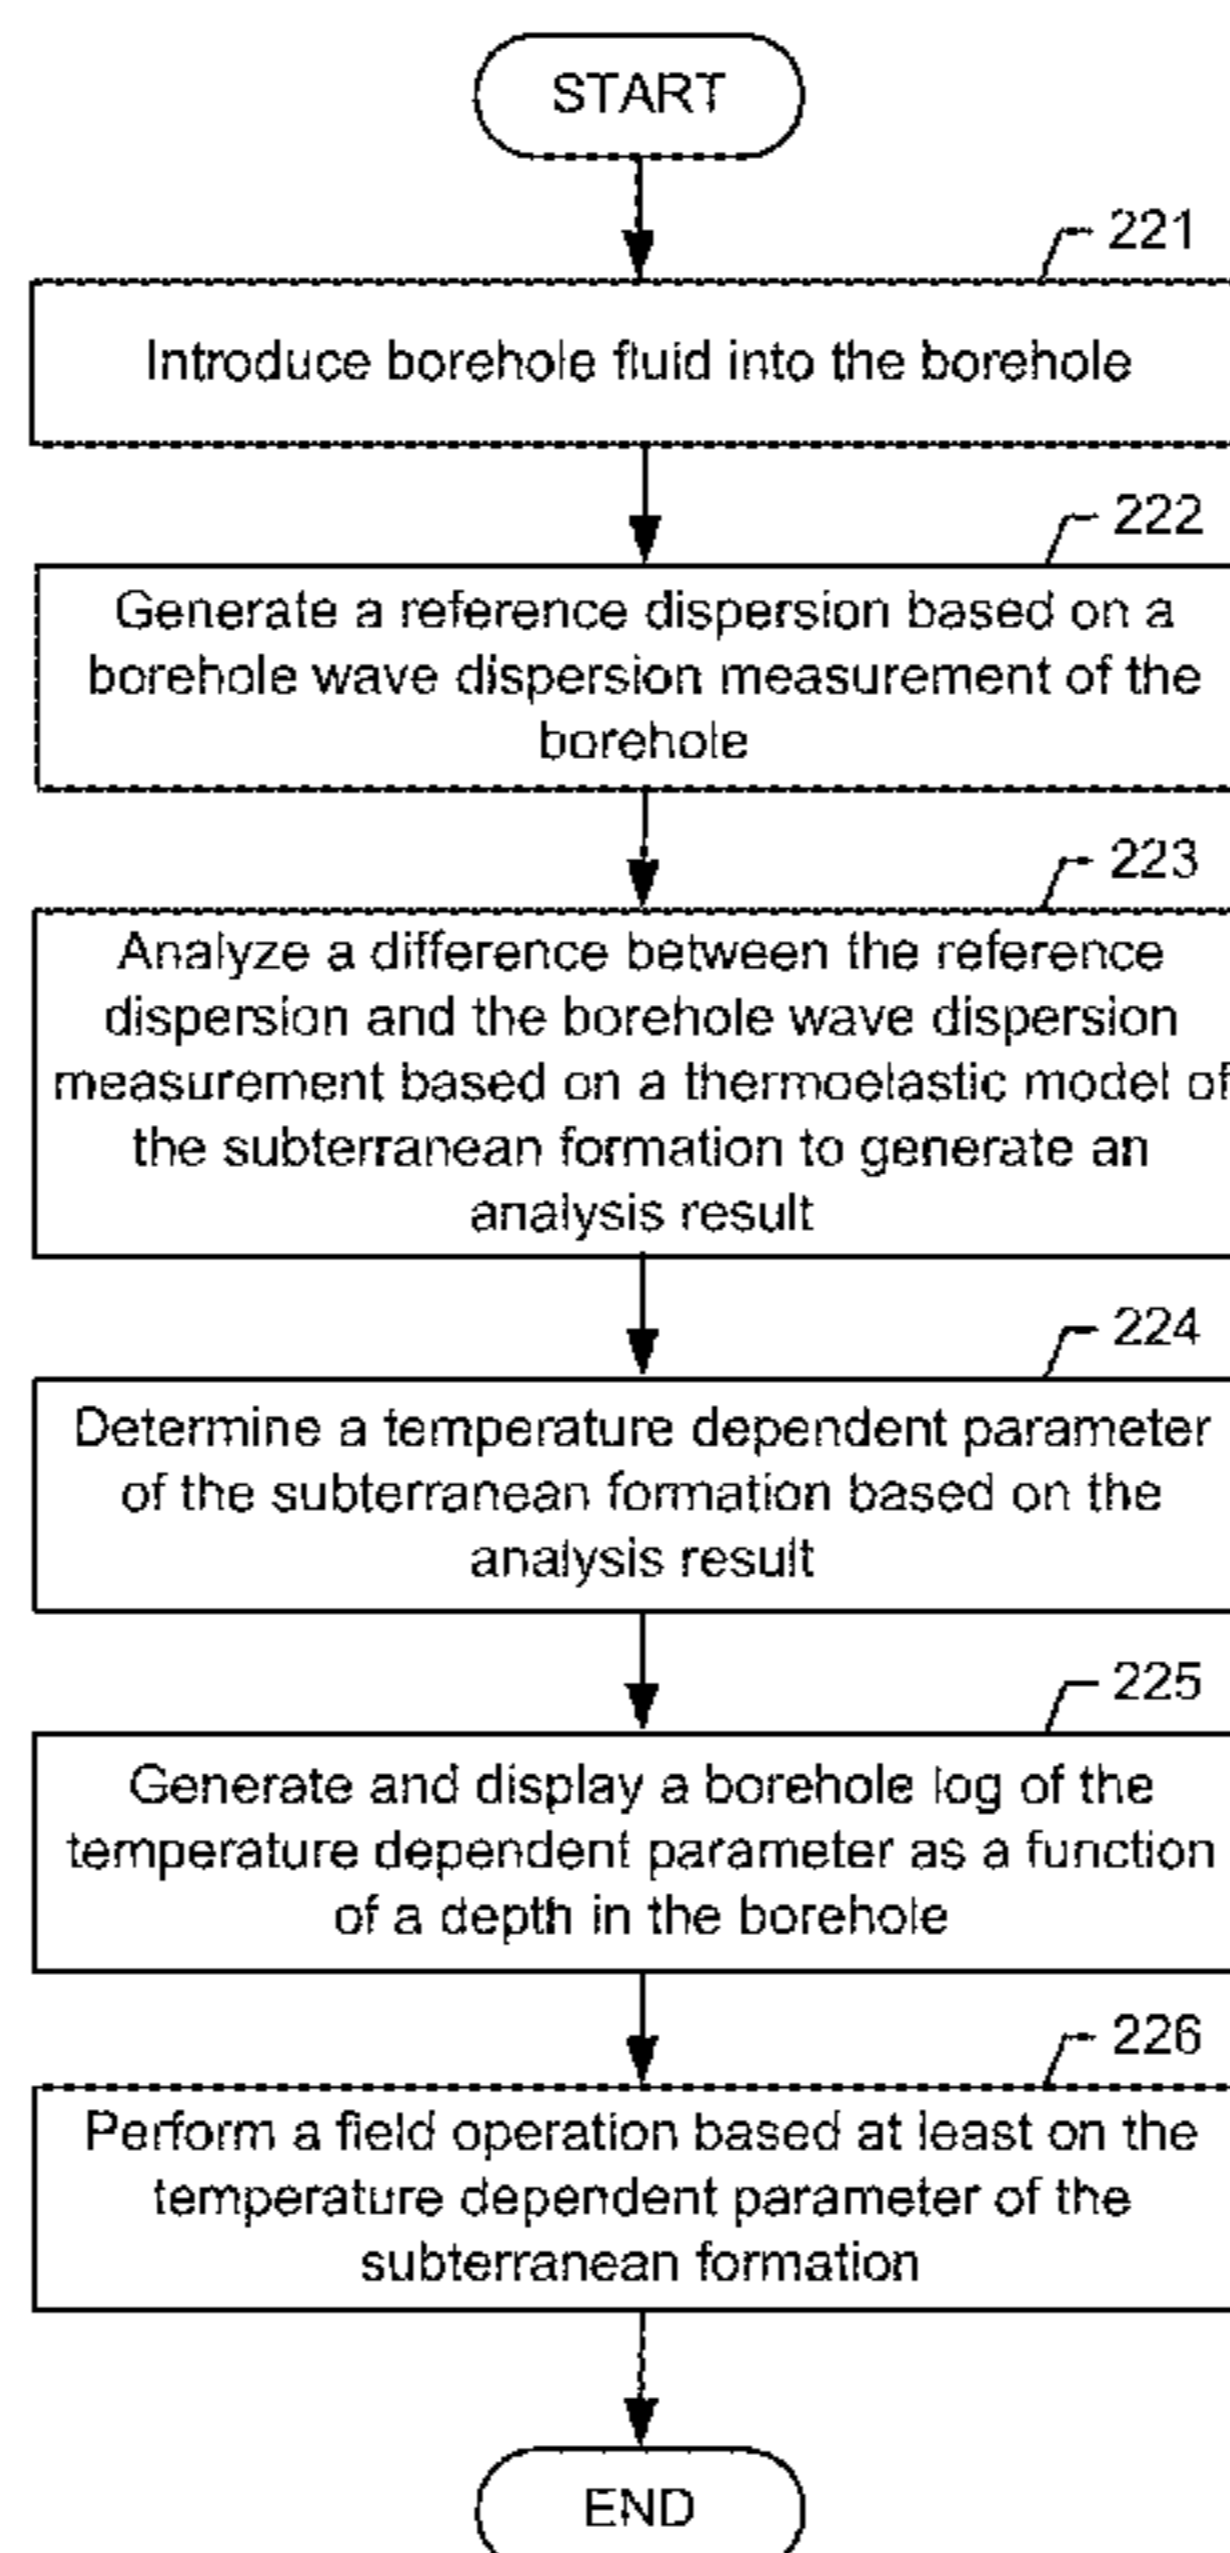 START
221
Introduce borehole fluid into the borehole
222
Generate a reference dispersion based on a
borehole wave dispersion measurement of the
borehole
223
Analyze a difference between the reference
dispersion and the borehole wave dispersion
measurement based on a thermoelastic model of
the subterranean formation to generate an
analysis result
224
Determine a temperature dependent parameter
of the subterranean formation based on the
analysis result
225
Generate and display a borehole log of the
temperature dependent parameter as a function
of a depth in the borehole
226
Perform a field operation based at least on the
temperature dependent parameter of the
subterranean formation
END